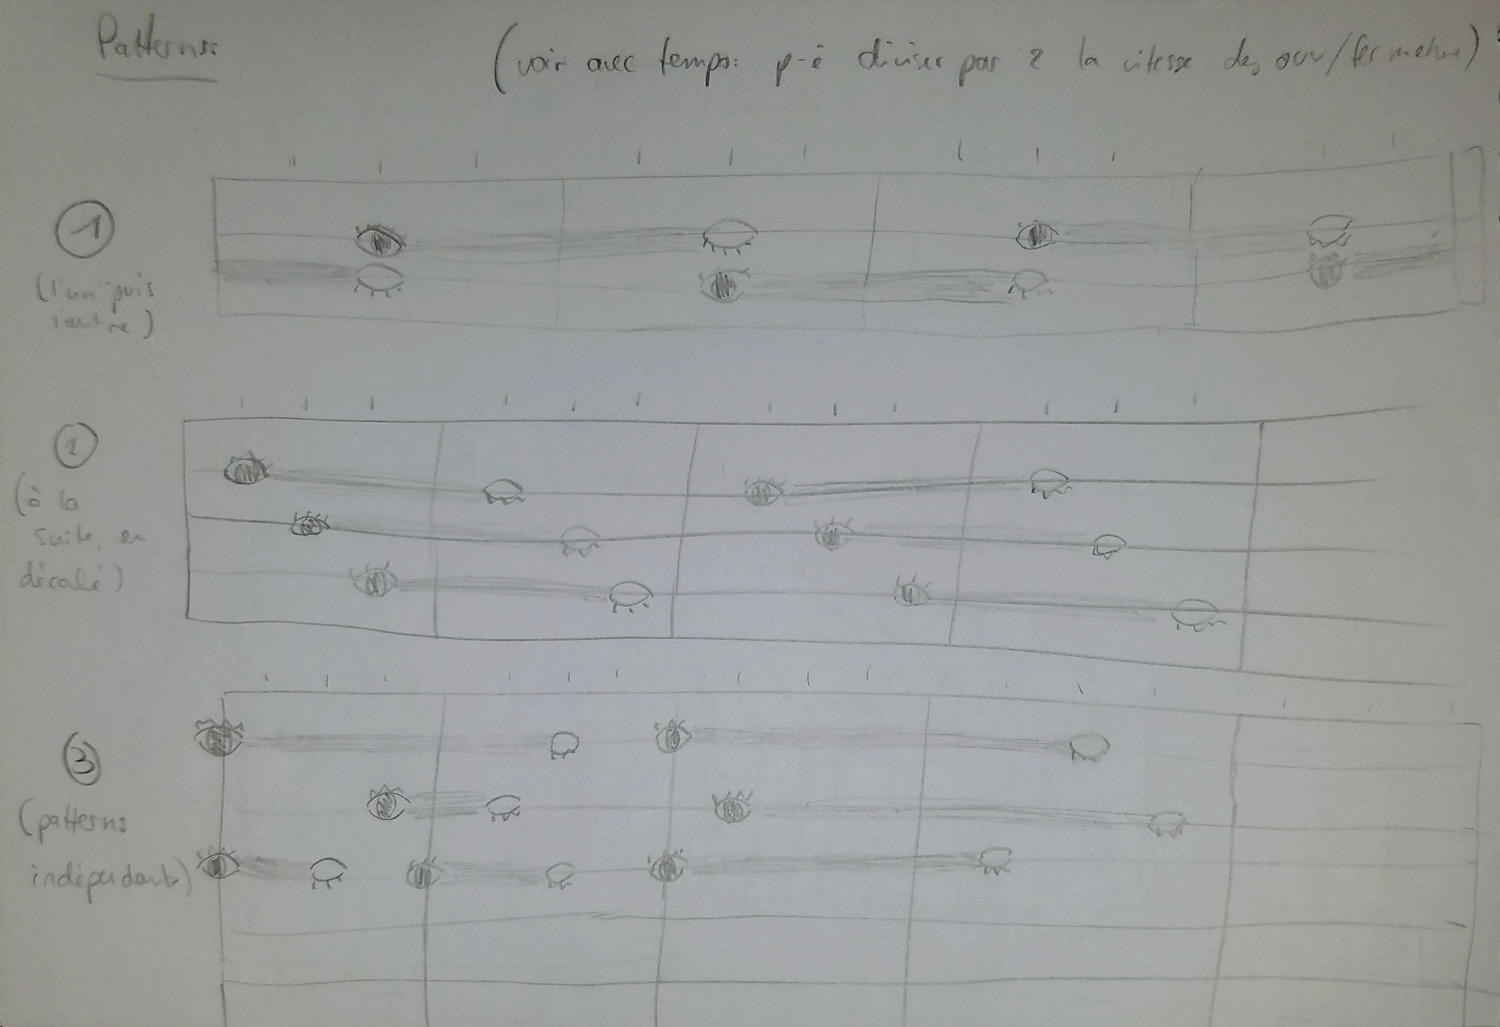 Patterns
(voir avec tempo: p-ê diviser par 2 la vitesse des ouv/fermeture)
1
(l'un puis
l'autre)
2
(à la
suite, en
décalé)
3
(patterns
indépendants)